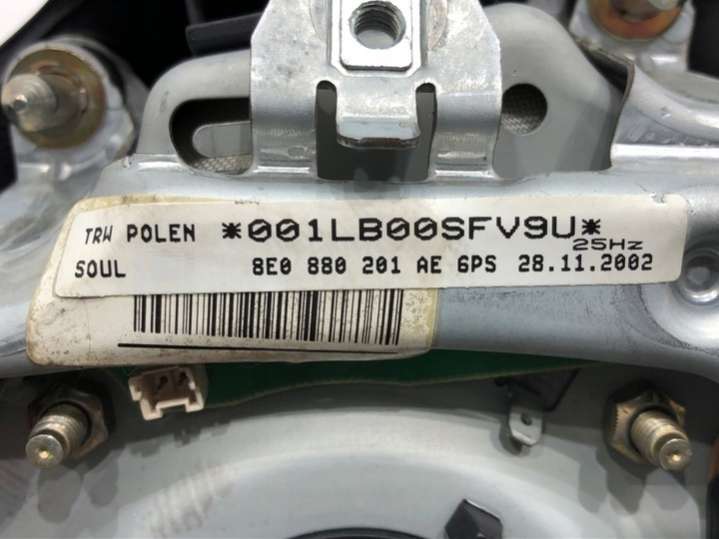 TRW POLEN *001LB00SFV9U*
25Hz
SOUL 8E0 880 201 AE 6PS 28.11.2002